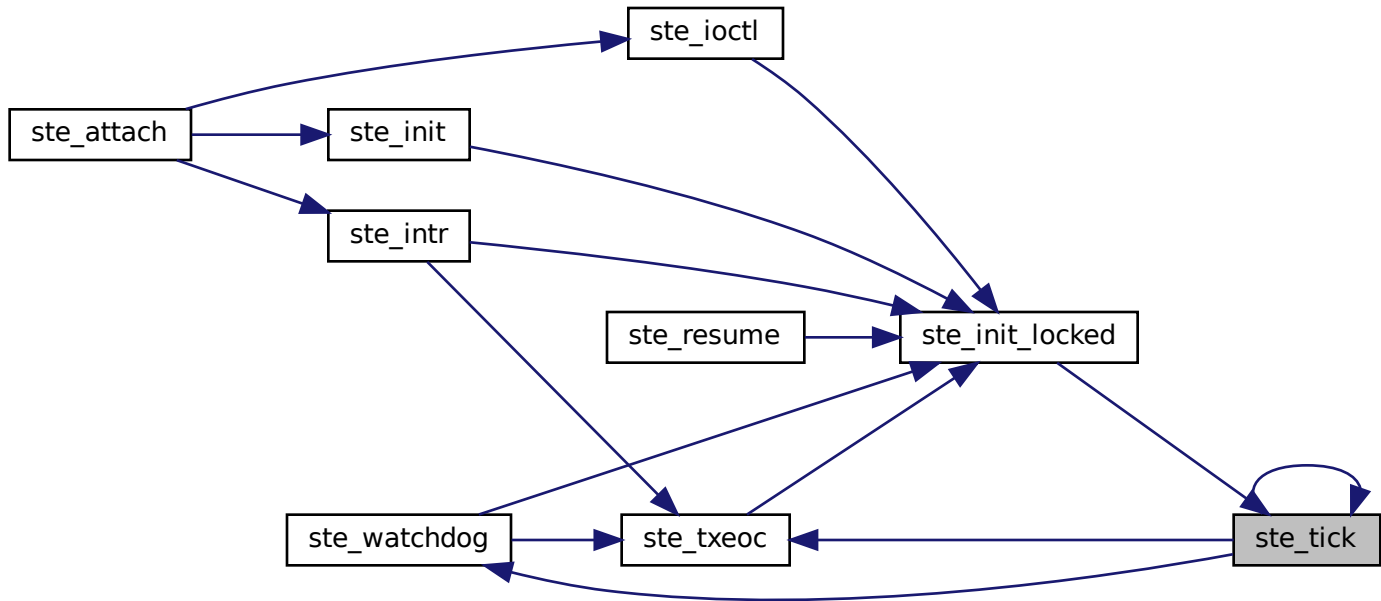 ste_ioctl
ste_attach
ste_init
ste_intr
ste_resume
ste_init_locked
ste_watchdog
ste_txeoc
ste_tick